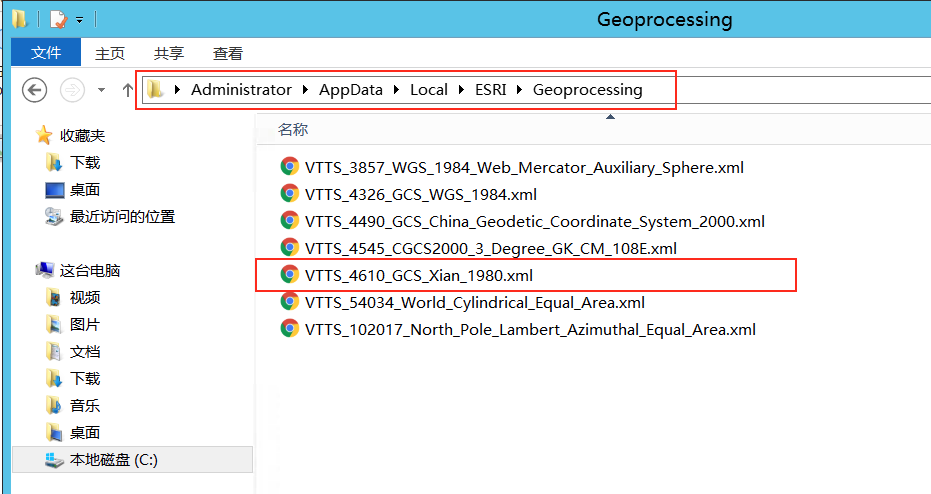 Geoprocessing
文件 主页 共享 查看
Administrator AppData Local ESRI Geoprocessing
收藏夹
下载
桌面
最近访问的位置
这台电脑
视频
图片
文档
下载
音乐
桌面
本地磁盘 (C:)
名称
VTTS_3857_WGS_1984_Web_Mercator_Auxiliary_Sphere.xml
VTTS_4326_GCS_WGS_1984.xml
VTTS_4490_GCS_China_Geodetic_Coordinate_System_2000.xml
VTTS_4545_CGCS2000_3_Degree_GK_CM_108E.xml
VTTS_4610_GCS_Xian_1980.xml
VTTS_54034_World_Cylindrical_Equal_Area.xml
VTTS_102017_North_Pole_Lambert_Azimuthal_Equal_Area.xml